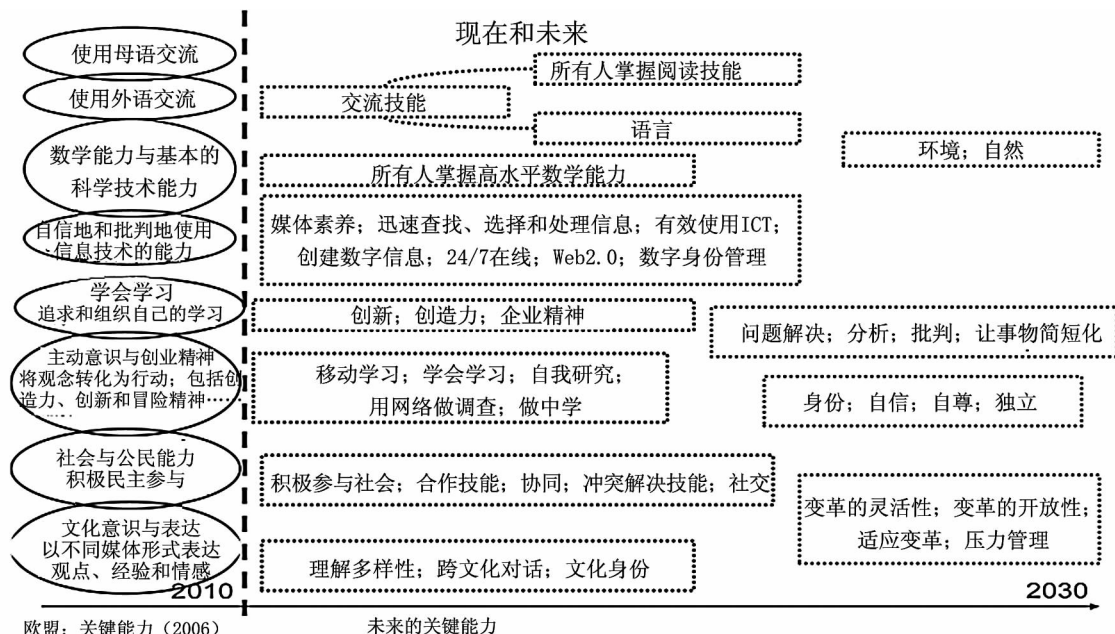 现在和未来
使用母语交流
使用外语交流
数学能力与基本的
科学技术能力
自信地和批判地使用
信息技术的能力
学会学习
追求和组织自己的学习
主动意识与创业精神
将观念转化为行动；包括创
造力、创新和冒险精神……
社会与公民能力
积极民主参与
文化意识与表达
以不同媒体形式表达
观点、经验和情感
所有人掌握阅读技能
交流技能
语言
所有人掌握高水平数学能力
媒体素养；迅速查找、选择和处理信息；有效使用ICT；
创建数字信息；24/7在线；Web2.0；数字身份管理
创新；创造力；企业精神
移动学习；学会学习；自我研究；
用网络做调查；做中学
积极参与社会；合作技能；协同；冲突解决技能；社交
理解多样性；跨文化对话；文化身份
环境；自然
问题解决；分析；批判；让事物简短化
身份；自信；自尊；独立
变革的灵活性；变革的开放性；
适应变革；压力管理
2010
2030
欧盟：关键能力（2006）
未来的关键能力